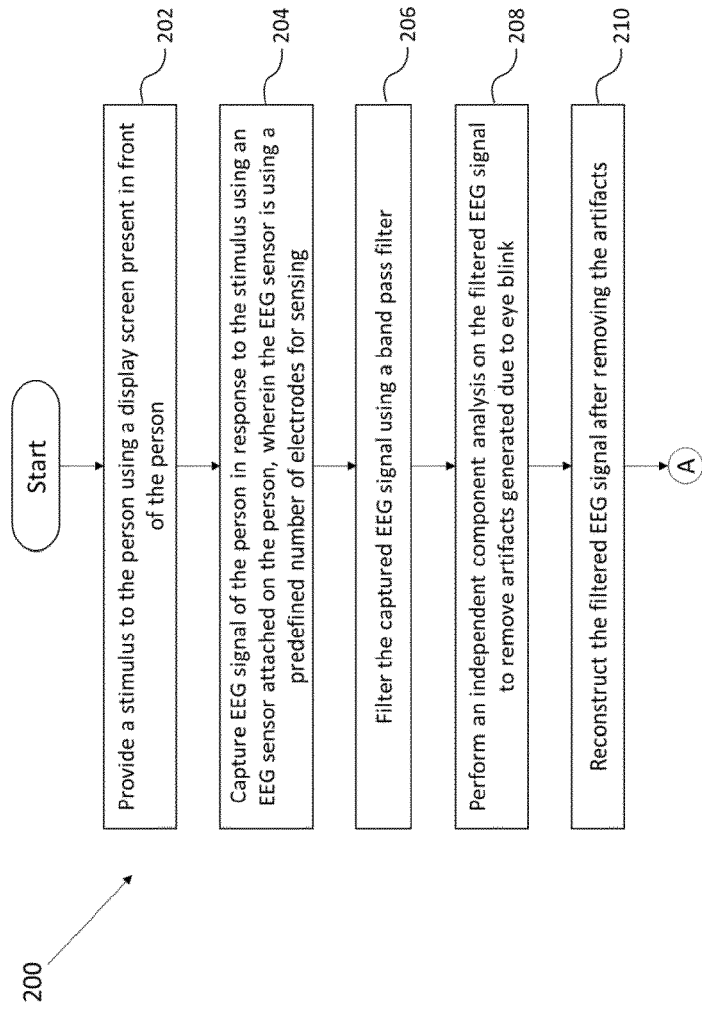 200
Start
Provide a stimulus to the person using a display screen present in front
of the person
202
Capture EEG signal of the person in response to the stimulus using an
EEG sensor attached on the person, wherein the EEG sensor is using a
predefined number of electrodes for sensing
204
Filter the captured EEG signal using a band pass filter
206
Perform an independent component analysis on the filtered EEG signal
to remove artifacts generated due to eye blink
208
Reconstruct the filtered EEG signal after removing the artifacts
210
A